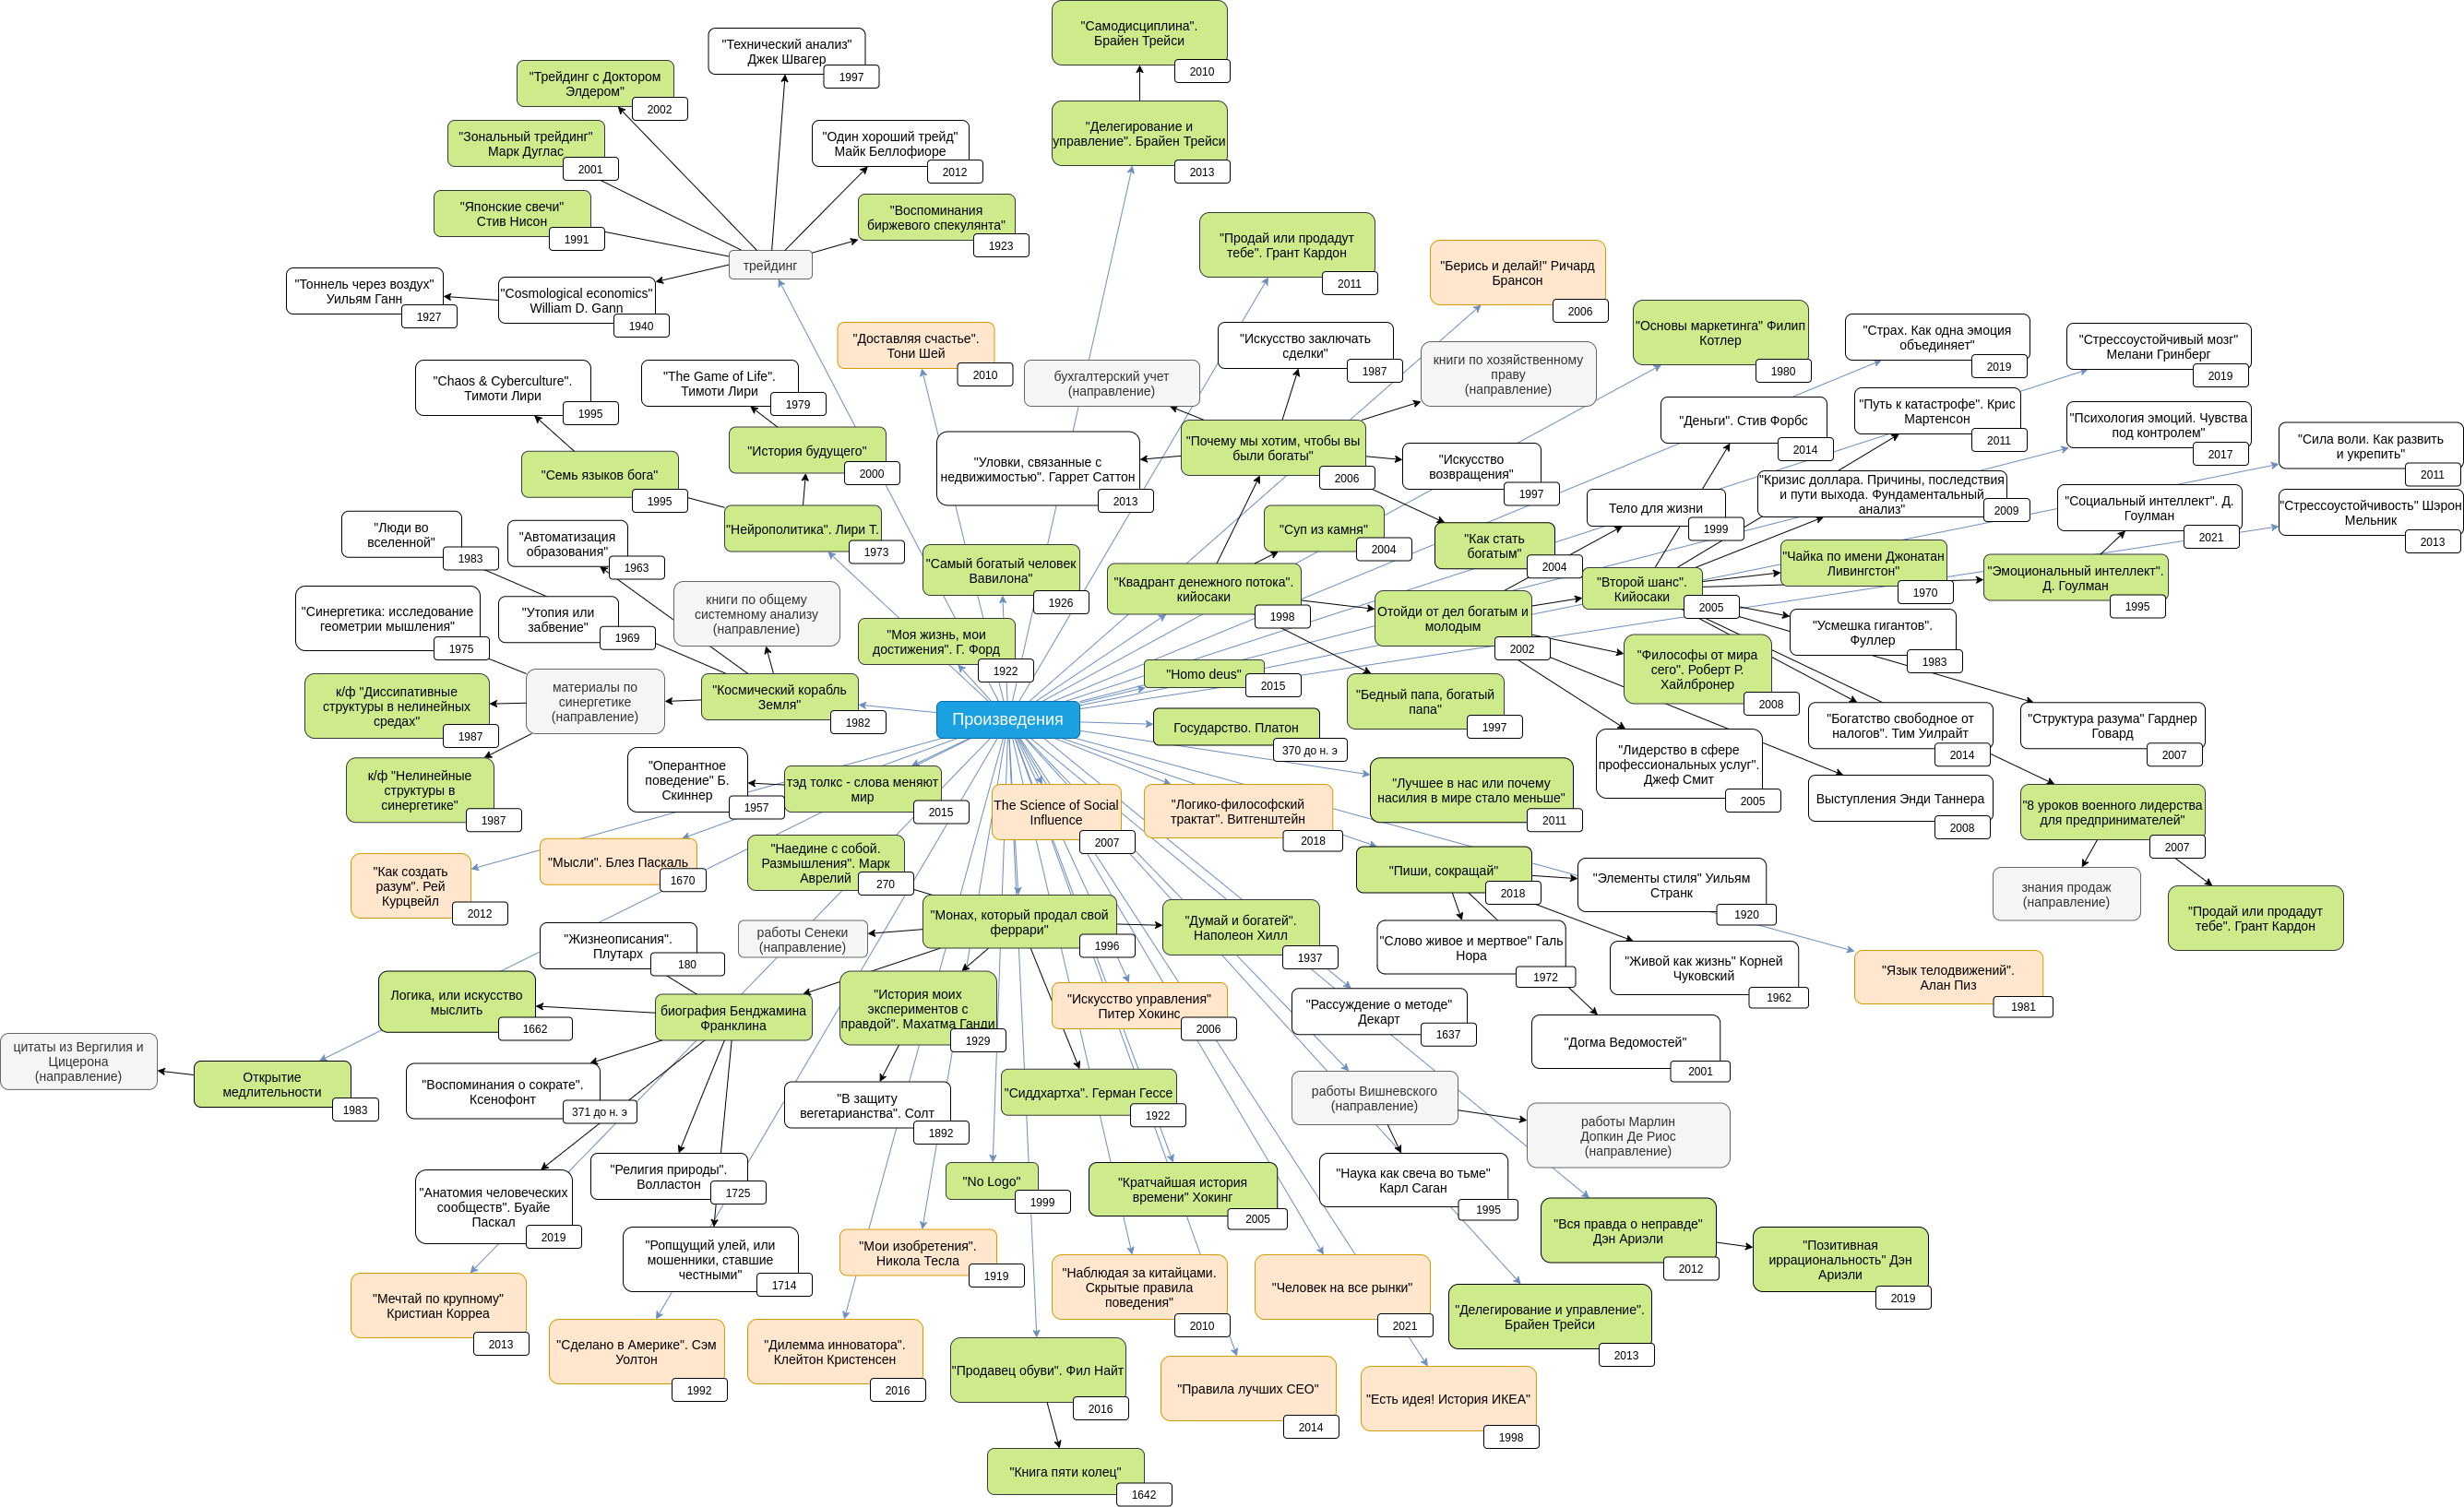 "Самодисциплина".
Брайен Трейси
2010
"Технический анализ"
Джек Швагер
1997
"Трейдинг с Доктором
Элдером"
2002
"Делегирование и
управление". Брайен Трейси
2013
"Зональный трейдинг"
Марк Дуглас
2001
"Один хороший трейд"
Майк Беллофиоре
2012
"Японские свечи"
Стив Нисон
1991
"Воспоминания
биржевого спекулянта"
1923
трейдинг
"Продай или продадут
тебе". Грант Кардон
2011
"Берись и делай!" Ричард
Брансон
2006
"Тоннель через воздух"
Уильям Ганн
1927
"Cosmological economics"
William D. Gann
1940
"Доставляя счастье".
Тони Шей
2010
"Искусство заключать
сделки"
1987
"Основы маркетинга" Филип
Котлер
1980
"Страх. Как одна эмоция
объединяет"
2019
"Стрессоустойчивый мозг"
Мелани Гринберг
2019
"Chaos & Cyberculture".
Тимоти Лири
1995
"The Game of Life".
Тимоти Лири
1979
бухгалтерский учет
(направление)
книги по хозяйственному
праву
(направление)
"Деньги". Стив Форбс
2014
"Путь к катастрофе". Крис
Мартенсон
2011
"Психология эмоций. Чувства
под контролем"
2017
"Сила воли. Как развить
и укрепить"
2011
"История будущего"
2000
"Уловки, связанные с
недвижимостью". Гаррет Саттон
2013
"Почему мы хотим, чтобы вы
были богаты"
2006
"Искусство
возвращения"
1997
"Семь языков бога"
1995
"Кризис доллара. Причины, последствия
и пути выхода. Фундаментальный
анализ"
2009
"Социальный интеллект". Д.
Гоулман
2021
"Стрессоустойчивость" Шэрон
Мельник
2013
"Нейрополитика". Лири Т.
1973
"Суп из камня"
2004
Тело для жизни
1999
"Люди во
вселенной"
1983
"Автоматизация
образования"
1963
"Самый богатый человек
Вавилона"
1926
"Как стать
богатым"
2004
"Чайка по имени Джонатан
Ливингстон"
1970
"Эмоциональный интеллект".
Д. Гоулман
1995
"Квадрант денежного потока".
кийосаки
1998
"Второй шанс".
Кийосаки
2005
"Синергетика: исследование
геометрии мышления"
1975
"Утопия или
забвение"
1969
книги по общему
системному анализу
(направление)
"Моя жизнь, мои
достижения". Г. Форд
1922
Отойди от дел богатым и
молодым
2002
"Усмешка гигантов".
Фуллер
1983
"Философы от мира
сего". Роберт Р.
Хайлбронер
2008
"Homo deus"
2015
"Бедный папа, богатый
папа"
1997
к/ф "Диссипативные
структуры в нелинейных
средах"
1987
материалы по
синергетике
(направление)
"Космический корабль
Земля"
1982
Произведения
Государство. Платон
370 до н. э
"Лидерство в сфере
профессиональных услуг".
Джеф Смит
2005
"Богатство свободное от
налогов". Тим Уилрайт
2014
"Структура разума" Гарднер
Говард
2007
к/ф "Нелинейные
структуры в
синергетике"
1987
"Оперантное
поведение" Б.
Скиннер
1957
тэд толкс - слова меняют
мир
2015
The Science of Social
Influence
2007
"Логико-философский
трактат". Витгенштейн
2018
"Лучшее в нас или почему
насилия в мире стало меньше"
2011
Выступления Энди Таннера
2008
"8 уроков военного лидерства
для предпринимателей"
2007
"Как создать
разум". Рей
Курцвейл
2012
"Мысли". Блез Паскаль
1670
"Наедине с собой.
Размышления". Марк
Аврелий
270
"Пиши, сокращай"
2018
"Элементы стиля" Уильям
Странк
1920
знания продаж
(направление)
"Продай или продадут
тебе". Грант Кардон
"Жизнеописания".
Плутарх
180
работы Сенеки
(направление)
"Монах, который продал свой
феррари"
1996
"Думай и богатей".
Наполеон Хилл
1937
"Слово живое и мертвое" Галь
Нора
1972
"Живой как жизнь" Корней
Чуковский
1962
"Язык телодвижений".
Алан Пиз
1981
Логика, или искусство
мыслить
1662
биография Бенджамина
Франклина
"История моих
экспериментов с
правдой". Махатма Ганди
1929
"Искусство управления"
Питер Хокинс
2006
"Рассуждение о методе"
Декарт
1637
"Догма Ведомостей"
2001
цитаты из Вергилия и
Цицерона
(направление)
Открытие
медлительности
1983
"Воспоминания о сократе".
Ксенофонт
371 до н. э
"В защиту
вегетарианства". Солт
1892
"Сиддхартха". Герман Гессе
1922
работы Вишневского
(направление)
работы Марлин
Допкин Де Риос
(направление)
"Анатомия человеческих
сообществ". Буайе
Паскал
2019
"Религия природы".
Волластон
1725
"No Logo"
1999
"Кратчайшая история
времени" Хокинг
2005
"Наука как свеча во тьме"
Карл Саган
1995
"Вся правда о неправде"
Дэн Ариэли
2012
"Позитивная
иррациональность" Дэн
Ариэли
2019
"Ропщущий улей, или
мошенники, ставшие
честными"
1714
"Мои изобретения".
Никола Тесла
1919
"Наблюдая за китайцами.
Скрытые правила
поведения"
2010
"Человек на все рынки"
2021
"Делегирование и управление".
Брайен Трейси
2013
"Мечтай по крупному"
Кристиан Корреа
2013
"Сделано в Америке". Сэм
Уолтон
1992
"Дилемма инноватора".
Клейтон Кристенсен
2016
"Продавец обуви". Фил Найт
2016
"Правила лучших CEO"
2014
"Есть идея! История ИКЕА"
1998
"Книга пяти колец"
1642